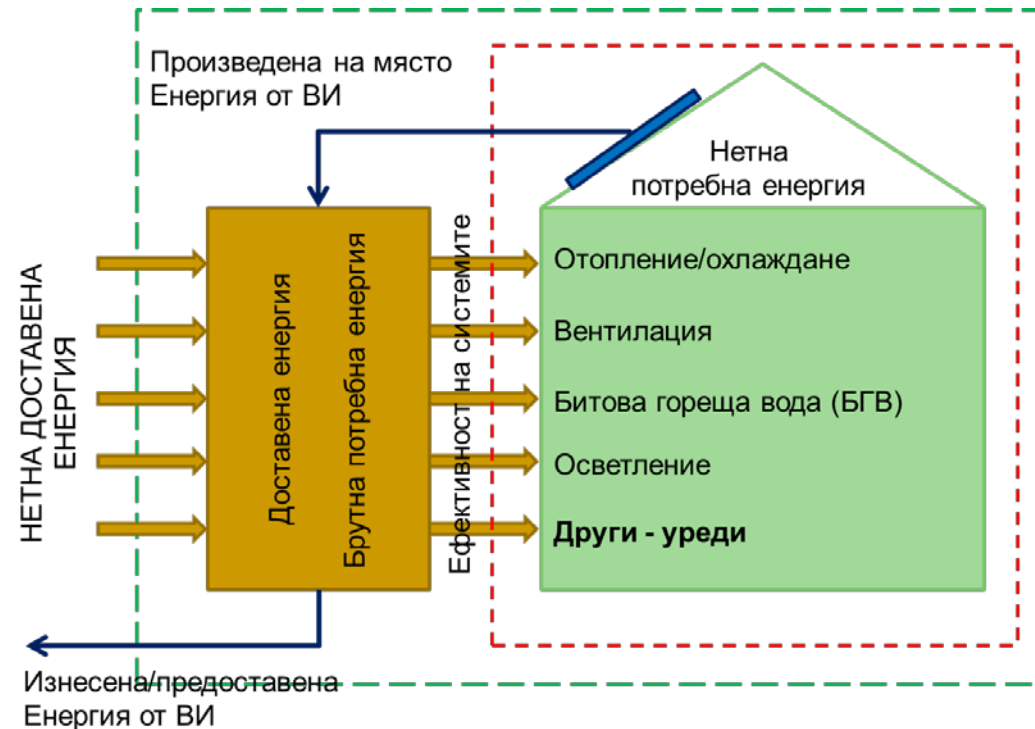 Произведена на място
Енергия от ВИ
Нетна
потребна енергия
НЕТНА ДОСТАВЕНА
ЕНЕРГИЯ
Доставена енергия
Брутна потребна енергия
Ефективност на системите
Отопление/охлаждане
Вентилация
Битова гореща вода (БГВ)
Осветление
Други - уреди
Изнесена/предоставена
Енергия от ВИ